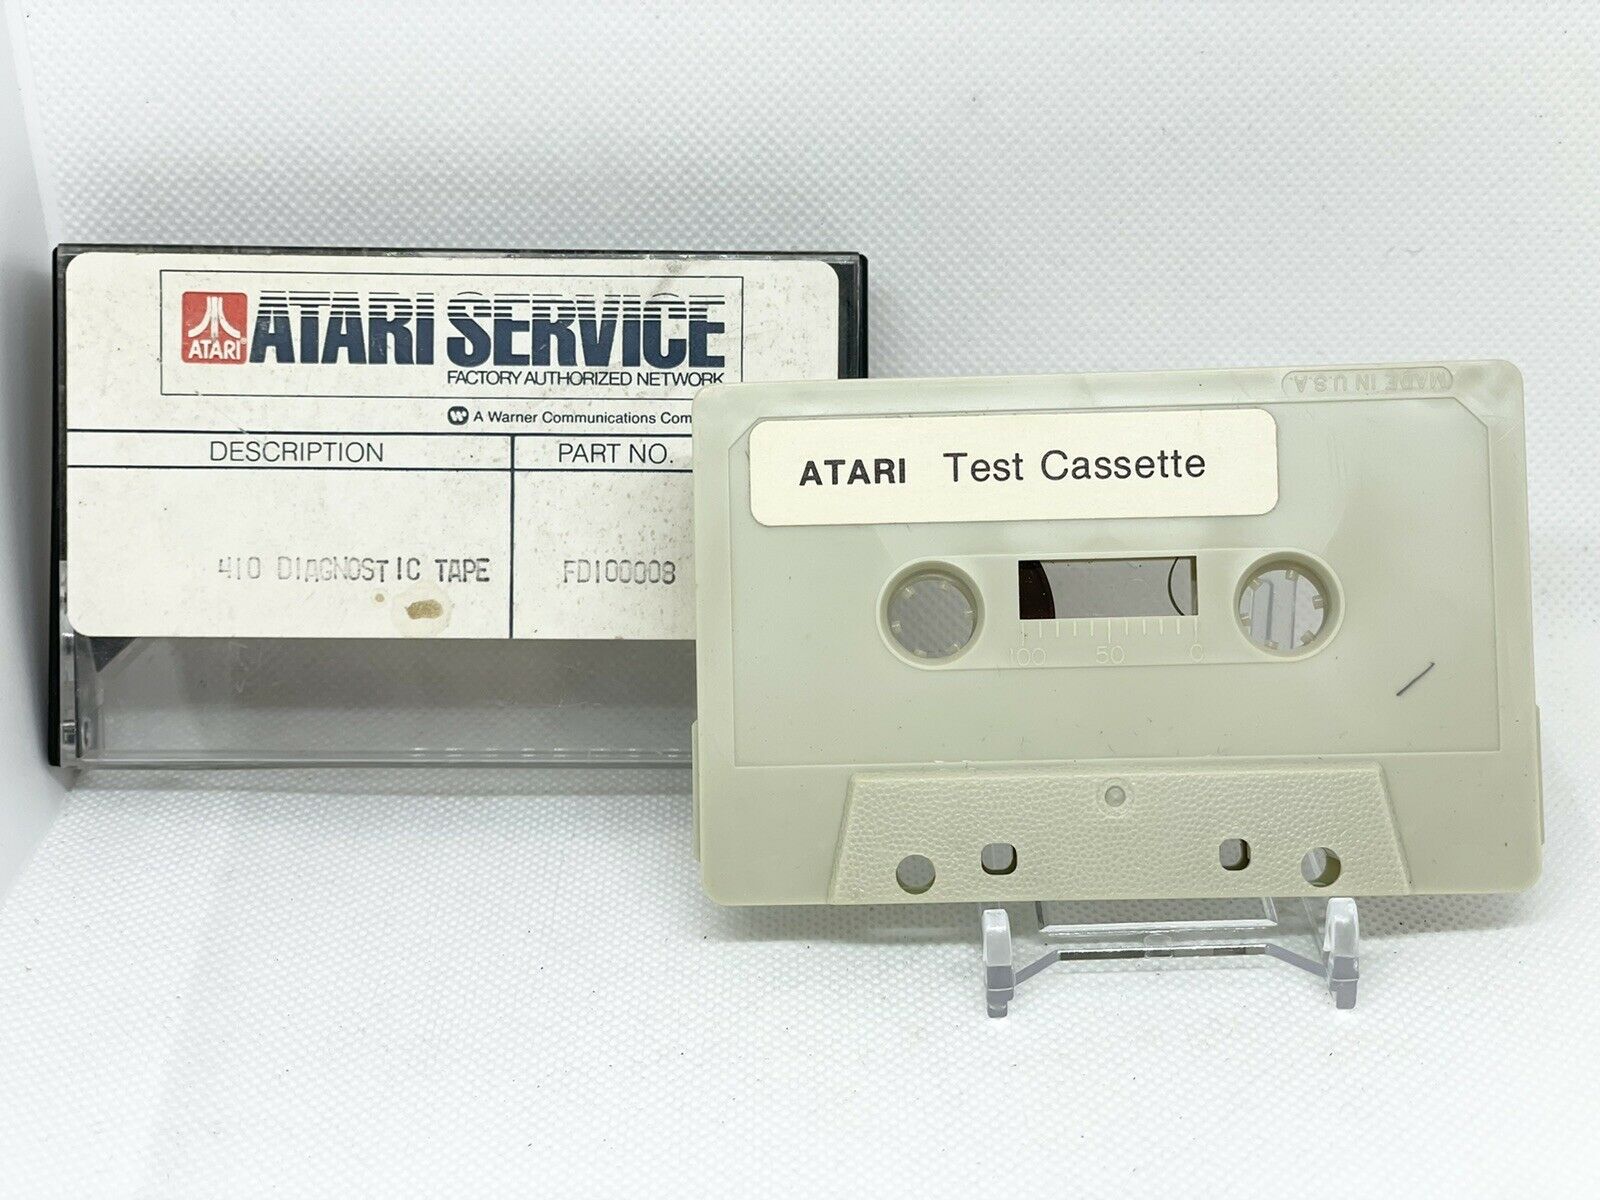 ATARI
ATARI SERVICE
FACTORY AUTHORIZED NETWORK
A Warner Communications Com
DESCRIPTION PART NO.
410 DIAGNOSTIC TAPE FD100008
MADE IN U.S.A
ATARI Test Cassette
100 50 0